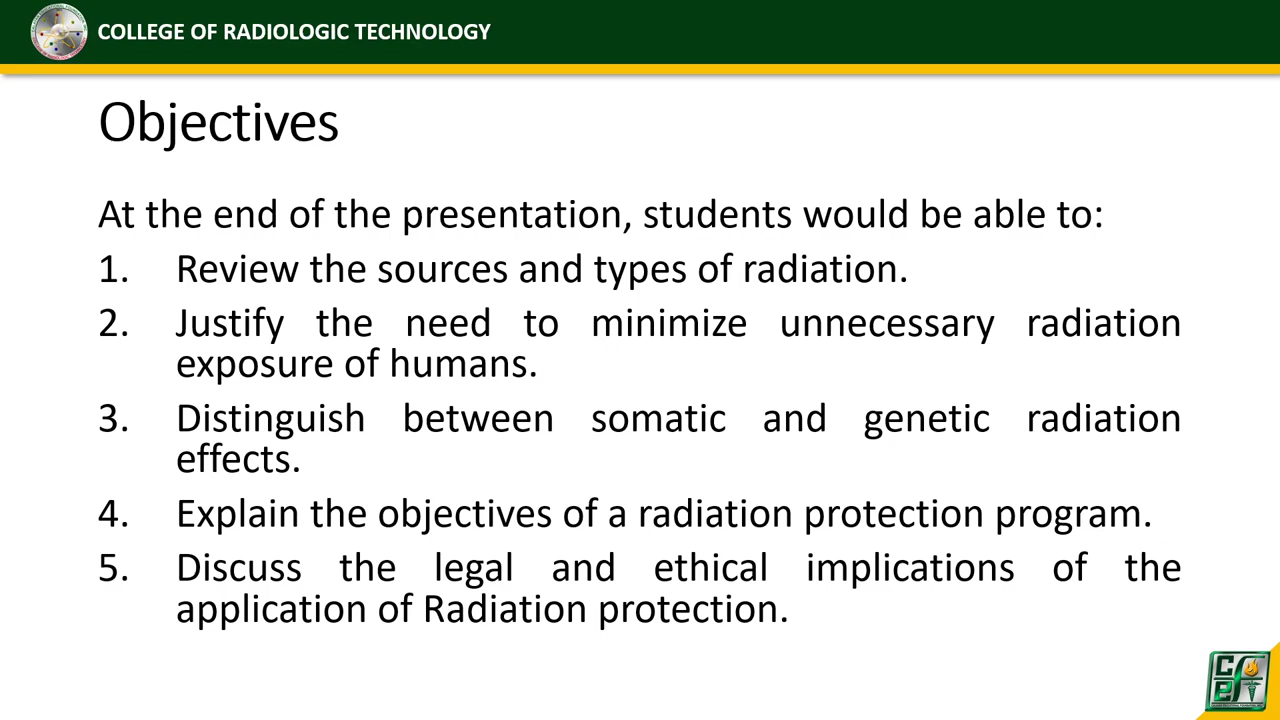 COLLEGE OF RADIOLOGIC TECHNOLOGY
Objectives
At the end of the presentation, students would be able to:
1. Review the sources and types of radiation.
2. Justify the need to minimize unnecessary radiation
exposure of humans.
3. Distinguish between somatic and genetic radiation
effects.
4. Explain the objectives of a radiation protection program.
5. Discuss the legal and ethical implications of the
application of Radiation protection.